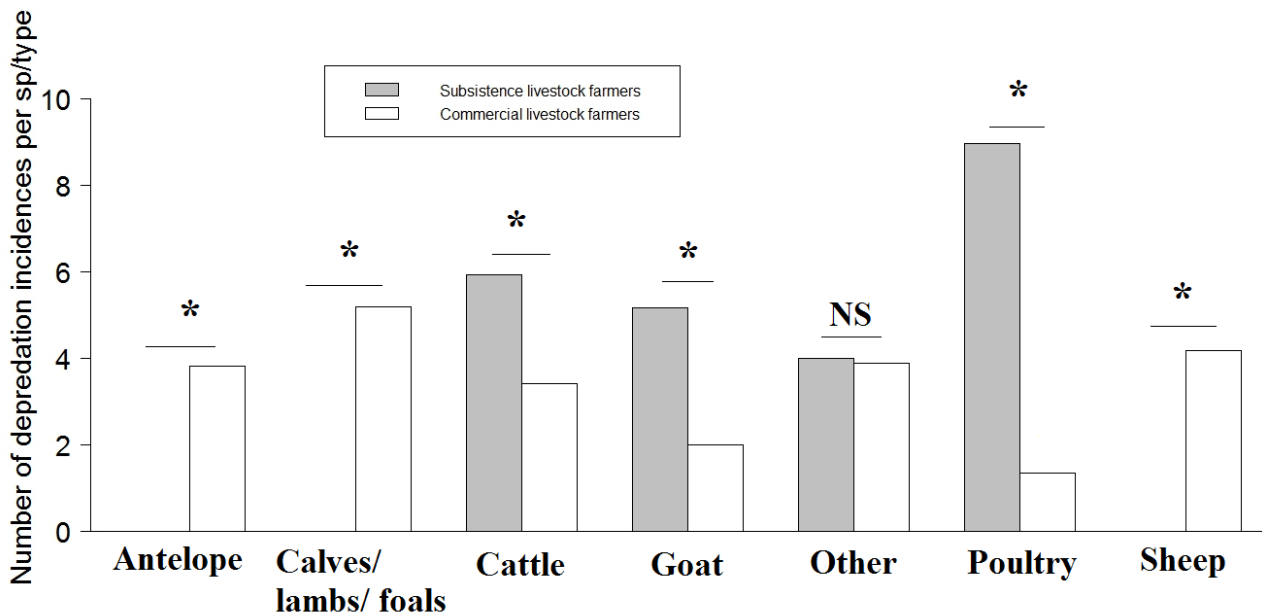 Number of depredation incidences per sp/type
Subsistence livestock farmers
Commercial livestock farmers
10
8
6
4
2
0
*
*
*
*
NS
*
*
Antelope
Calves/
lambs/ foals
Cattle
Goat
Other
Poultry
Sheep